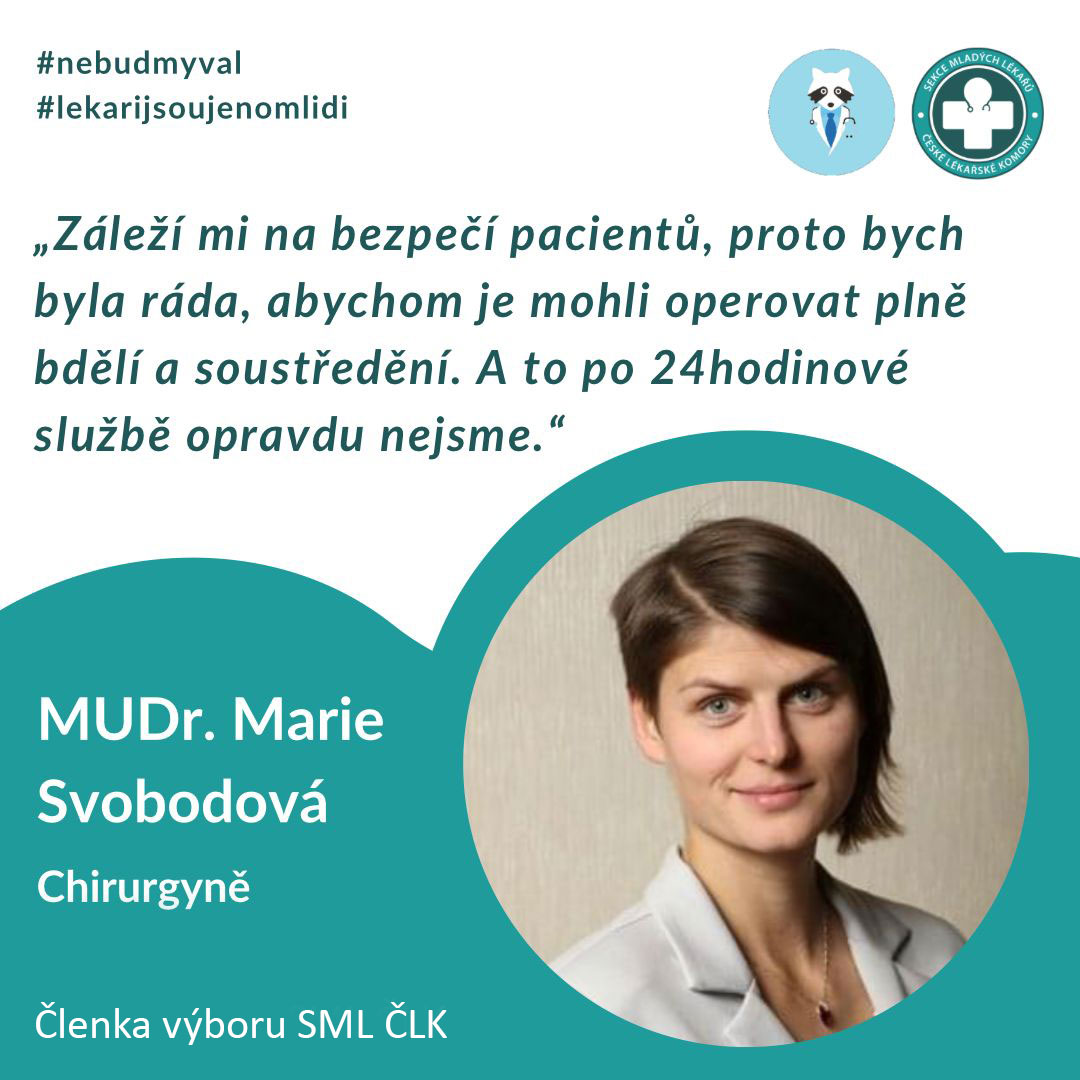 #nebudmyval
#lekarijsoujenomlidi
SEKCE MLADÝCH LÉKAŘŮ
ČESKÉ LÉKAŘSKÉ KOMORY
„Záleží mi na bezpečí pacientů, proto bych
byla ráda, abychom je mohli operovat plně
bdělí a soustředění. A to po 24hodinové
službě opravdu nejsme.“
MUDr. Marie
Svobodová
Chirurgyně
Členka výboru SML ČLK